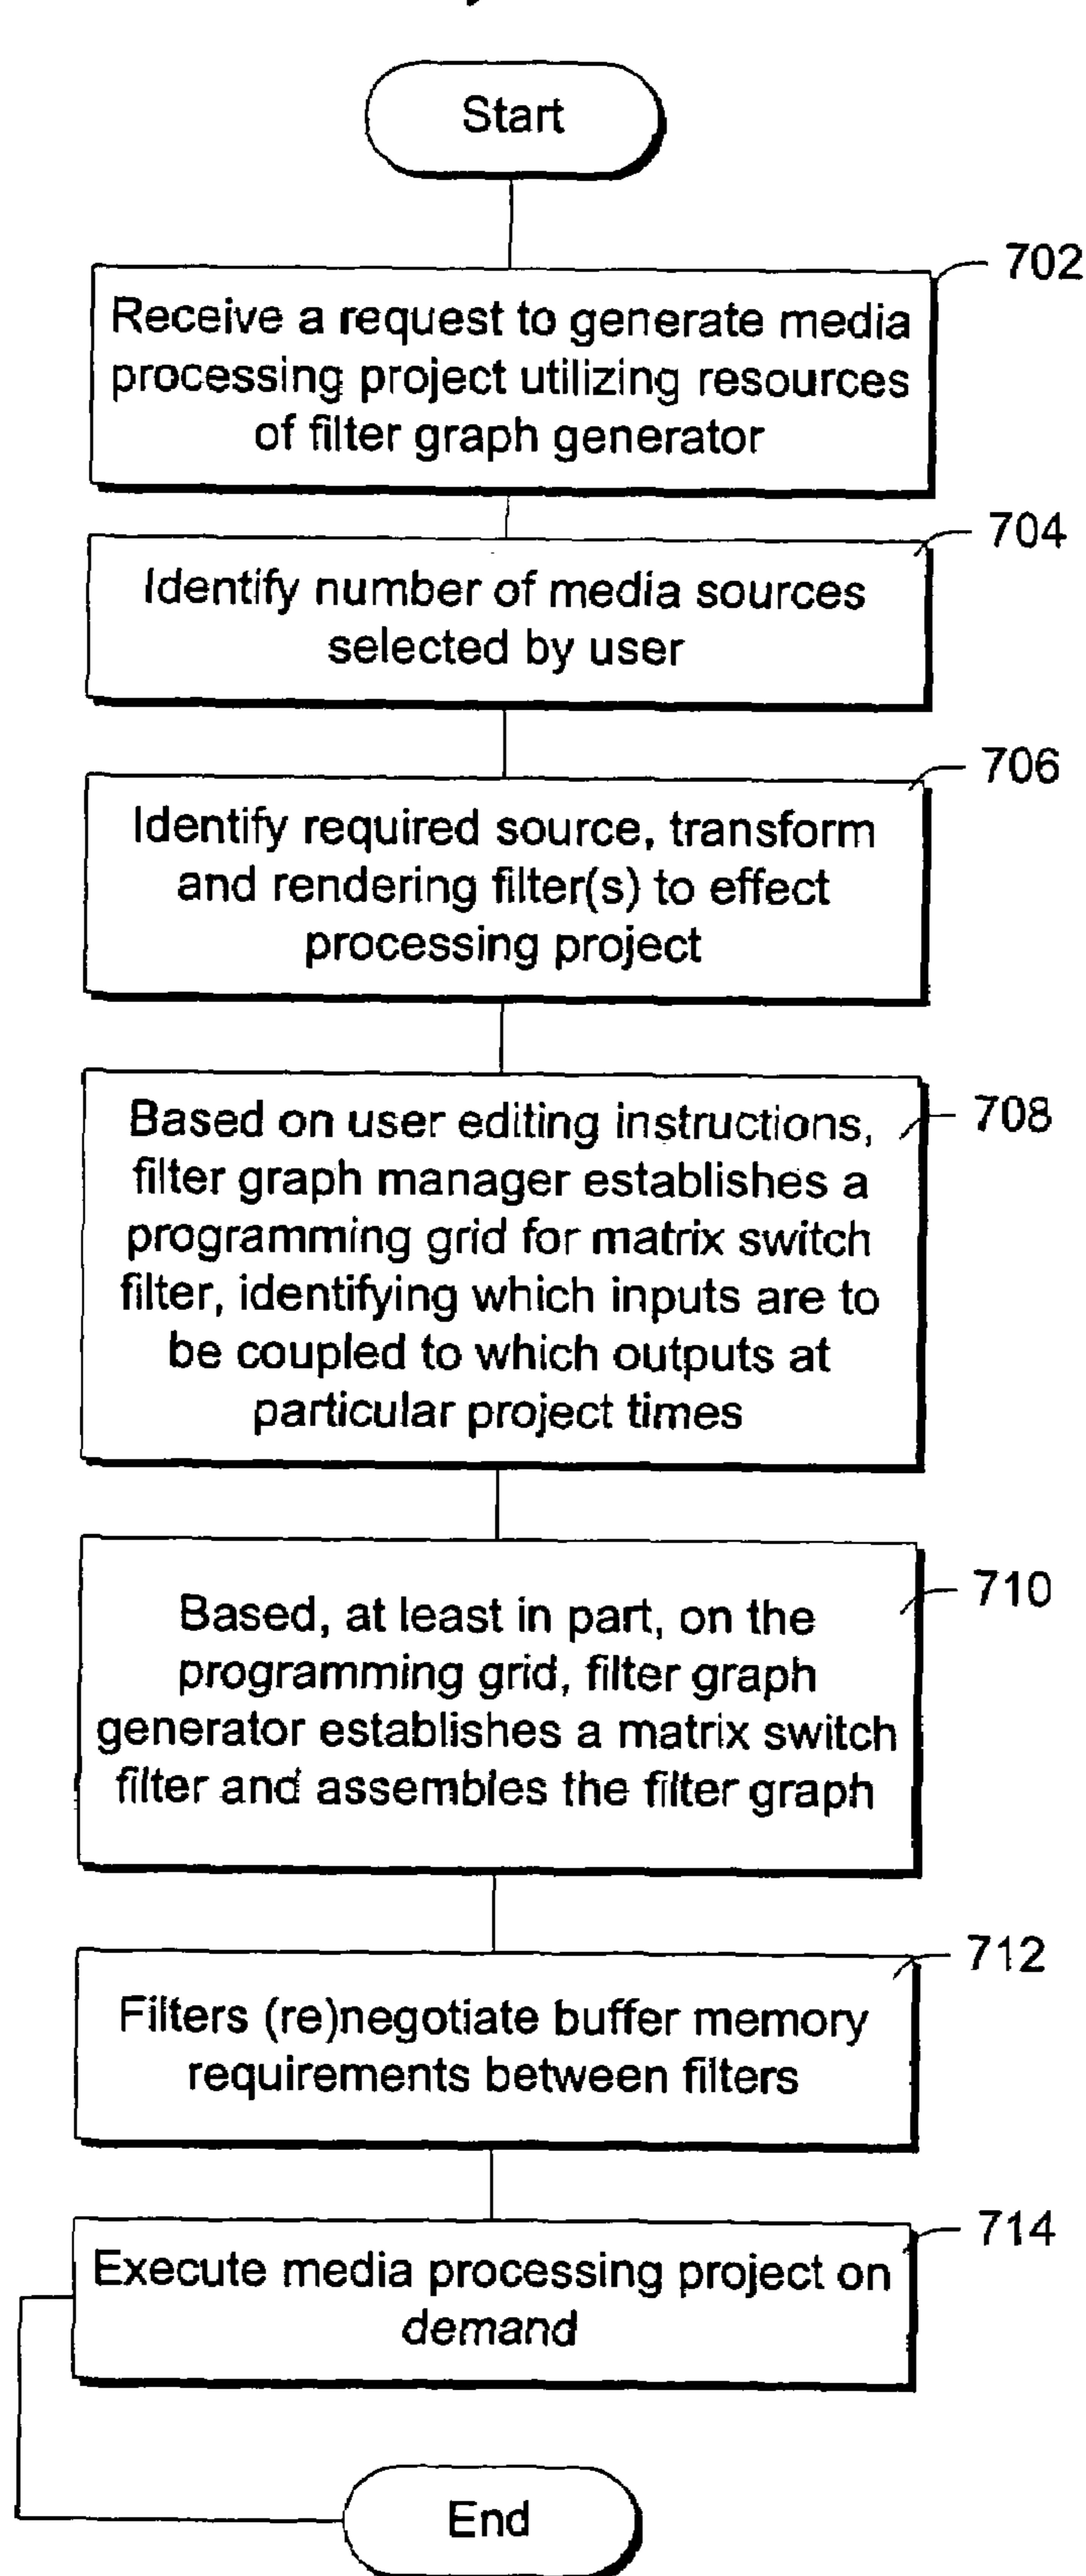 Start
702
Receive a request to generate media
processing project utilizing resources
of filter graph generator
704
Identify number of media sources
selected by user
706
Identify required source, transform
and rendering filter(s) to effect
processing project
708
Based on user editing instructions,
filter graph manager establishes a
programming grid for matrix switch
filter, identifying which inputs are to
be coupled to which outputs at
particular project times
710
Based, at least in part, on the
programming grid, filter graph
generator establishes a matrix switch
filter and assembles the filter graph
712
Filters (re)negotiate buffer memory
requirements between filters
714
Execute media processing project on
demand
End